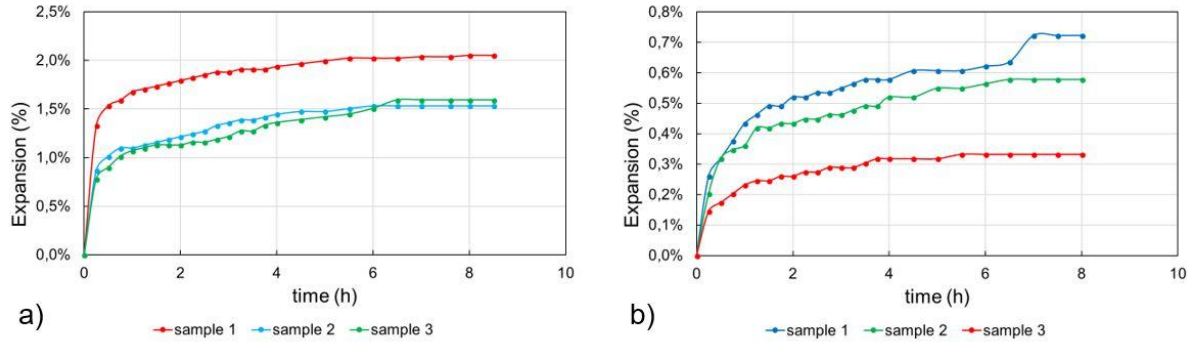 2,5%
2,0%
1,5%
1,0%
0,5%
0,0%
Expansion (%)
0 2 4 6 8 10
time (h)
a)
sample 1 sample 2 sample 3
0,8%
0,7%
0,6%
0,5%
0,4%
0,3%
0,2%
0,1%
0,0%
Expansion (%)
0 2 4 6 8 10
time (h)
b)
sample 1 sample 2 sample 3